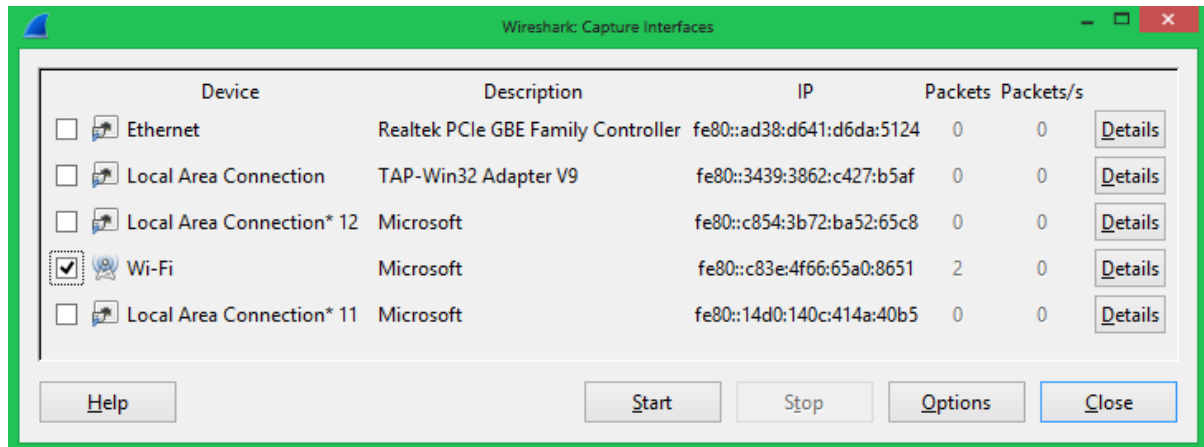 Wireshark: Capture Interfaces
Device Description IP Packets Packets/s
Ethernet Realtek PCIe GBE Family Controller fe80::ad38:d641:d6da:5124 0 0 Details
Local Area Connection TAP-Win32 Adapter V9 fe80::3439:3862:c427:b5af 0 0 Details
Local Area Connection* 12 Microsoft fe80::c854:3b72:ba52:65c8 0 0 Details
Wi-Fi Microsoft fe80::c83e:4f66:65a0:8651 2 0 Details
Local Area Connection* 11 Microsoft fe80::14d0:140c:414a:40b5 0 0 Details
Help Start Stop Options Close